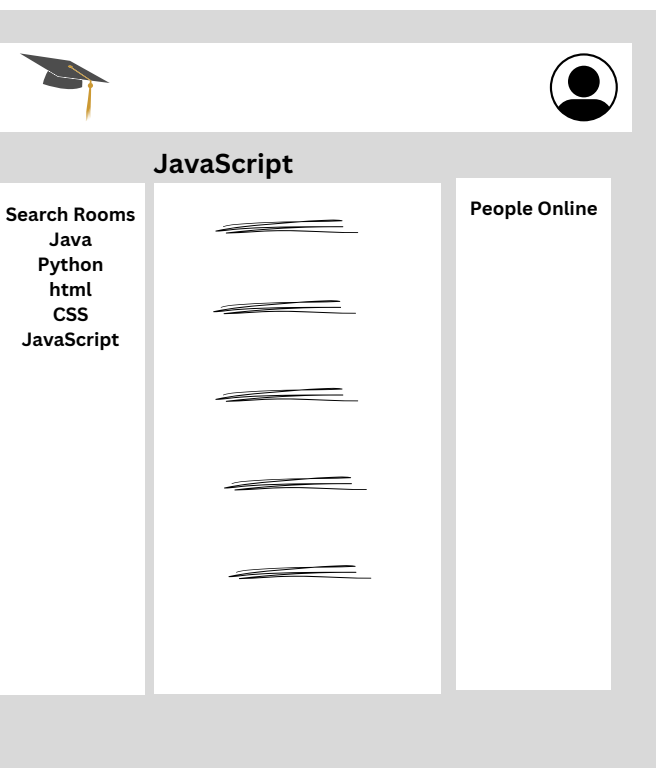 JavaScript
Search Rooms
Java
Python
html
CSS
JavaScript
People Online